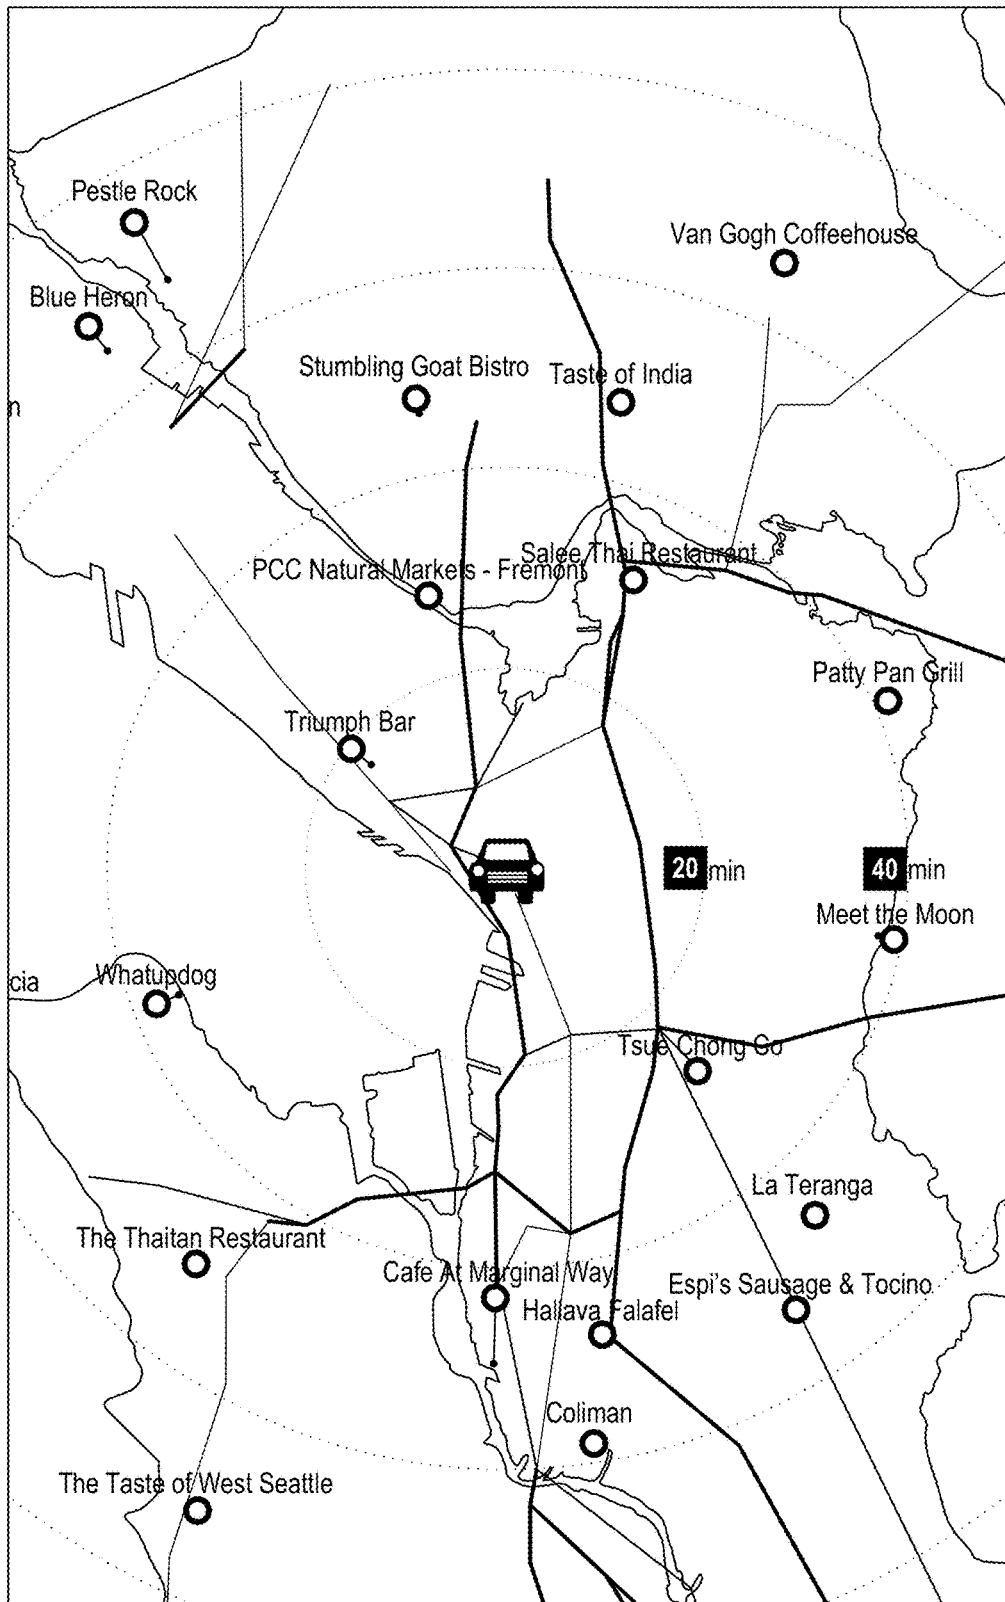 Pestle Rock
Van Gogh Coffeehouse
Blue Heron
Stumbling Goat Bistro
Taste of India
n
Salee Thai Restaurant
PCC Natural Markets - Fremont
Patty Pan Grill
Triumph Bar
20 min
40 min
Meet the Moon
cia
Whatupdog
Tsue Chong Co
La Teranga
The Thaitan Restaurant
Cafe At Marginal Way
Espi's Sausage & Tocino
Hallava Falafel
Coliman
The Taste of West Seattle